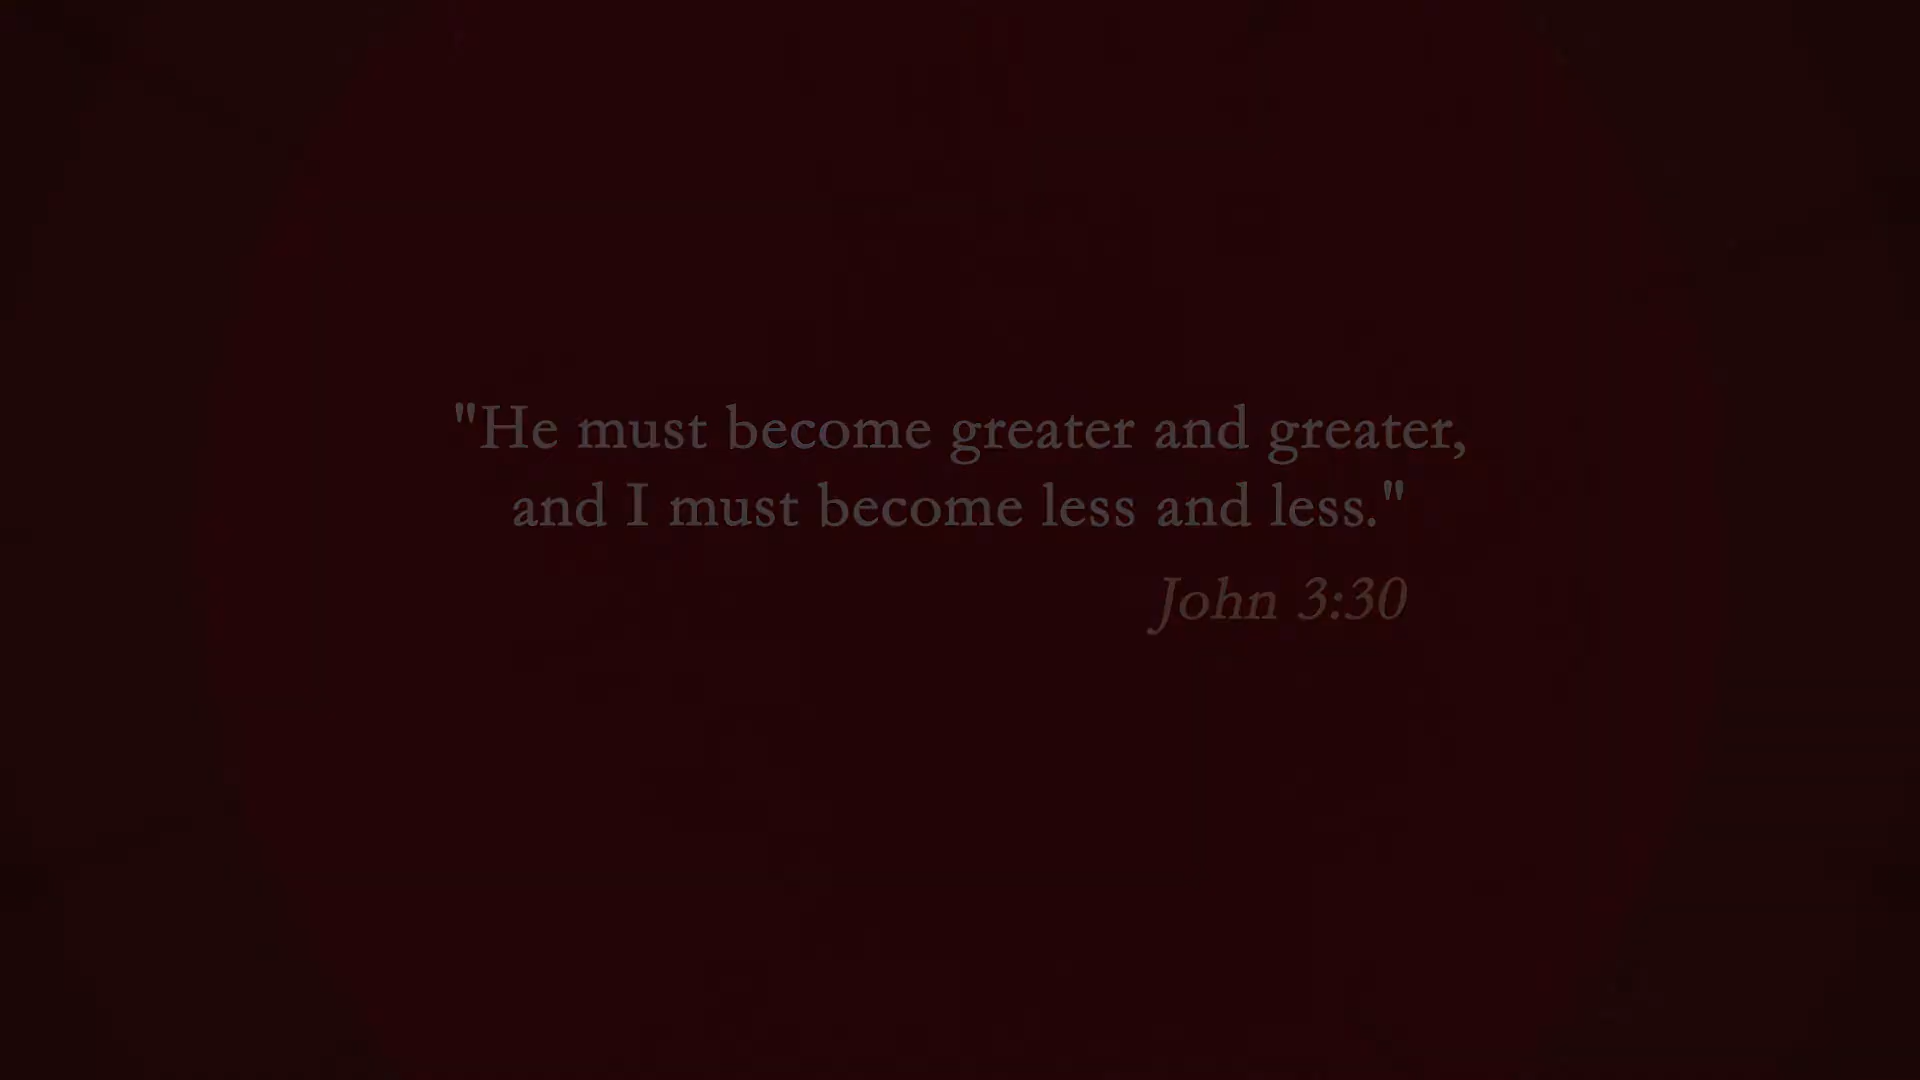 "He must become greater and greater,
and I must become less and less."
John 3:30